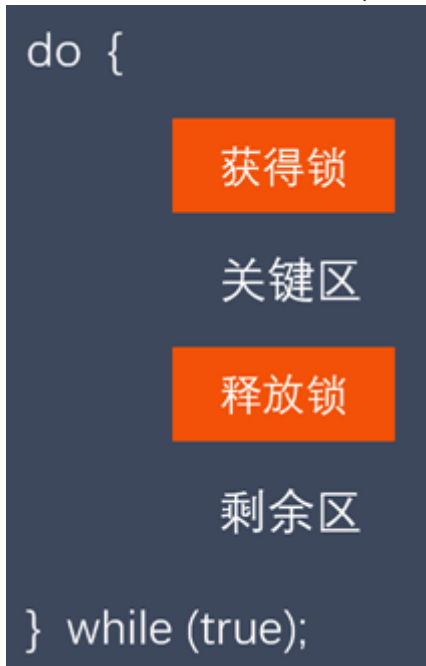 do {
获得锁
关键区
释放锁
剩余区
} while (true);